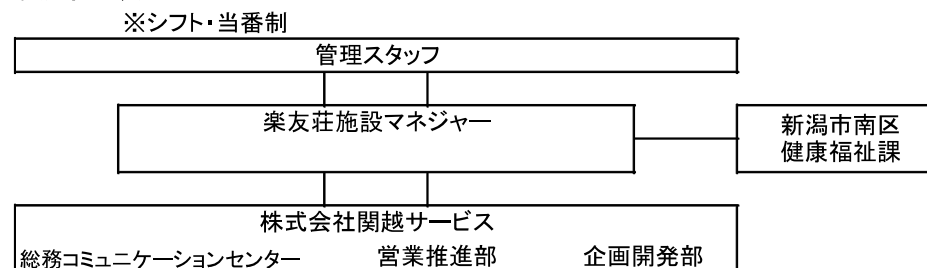 ※シフト・当番制
管理スタッフ
楽友荘施設マネジャー
新潟市南区
健康福祉課
株式会社関越サービス
総務コミュニケーションセンター 営業推進部 企画開発部